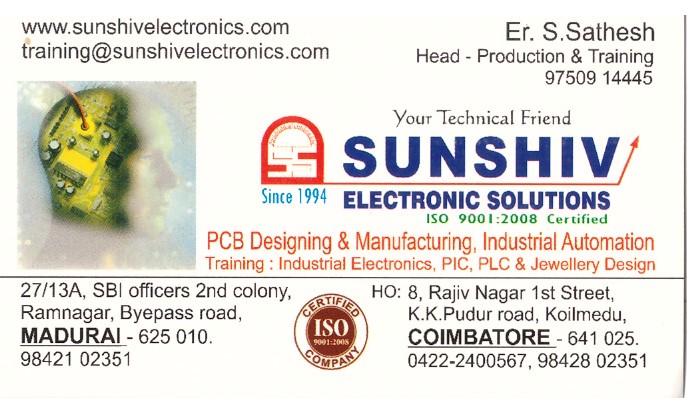 www.sunshivelectronics.com
training@sunshivelectronics.com
Er. S.Sathesh
Head - Production & Training
97509 14445
Your Technical Friend
SUNSHIV
Since 1994
ELECTRONIC SOLUTIONS
ISO 9001:2008 Certified
PCB Designing & Manufacturing, Industrial Automation
Training : Industrial Electronics, PIC, PLC & Jewellery Design
27/13A, SBI officers 2nd colony,
Ramnagar, Byepass road,
MADURAI - 625 010.
98421 02351
CERTIFIED
ISO
9001:2008
COMPANY
HO: 8, Rajiv Nagar 1st Street,
K.K.Pudur road, Koilmedu,
COIMBATORE - 641 025.
0422-2400567, 98428 02351